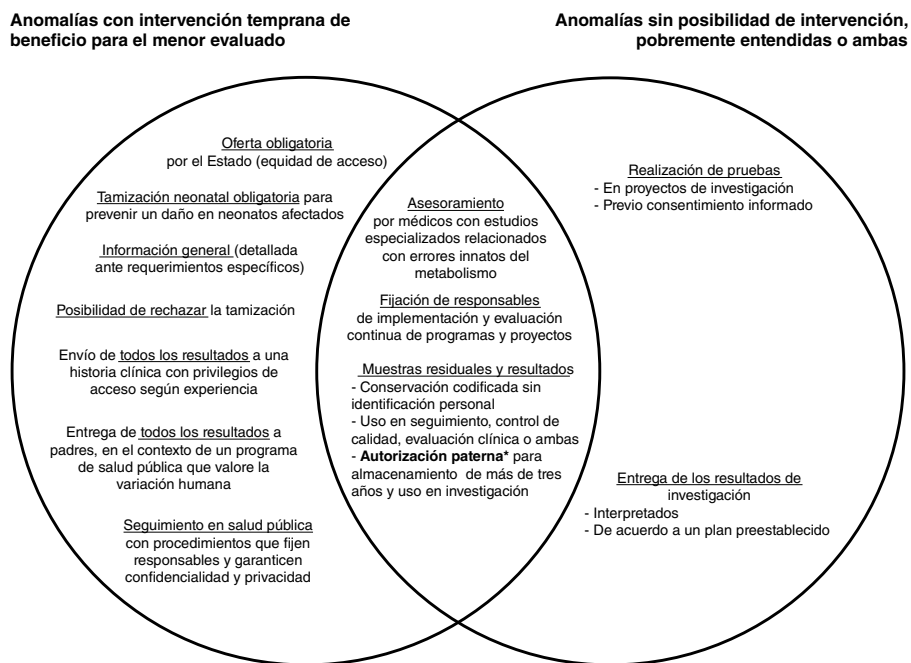 Anomalías con intervención temprana de
beneficio para el menor evaluado
Anomalías sin posibilidad de intervención,
pobremente entendidas o ambas
Oferta obligatoria
por el Estado (equidad de acceso)
Tamización neonatal obligatoria para
prevenir un daño en neonatos afectados
Información general (detallada
ante requerimientos específicos)
Posibilidad de rechazar la tamización
Envío de todos los resultados a una
historia clínica con privilegios de
acceso según experiencia
Entrega de todos los resultados a
padres, en el contexto de un programa
de salud pública que valore la
variación humana
Seguimiento en salud pública
con procedimientos que fijen
responsables y garanticen
confidencialidad y privacidad
Asesoramiento
por médicos con estudios
especializados relacionados
con errores innatos del
metabolismo
Fijación de responsables
de implementación y evaluación
continua de programas y proyectos
Muestras residuales y resultados
- Conservación codificada sin
identificación personal
- Uso en seguimiento, control de
calidad, evaluación clínica o ambas
- Autorización paterna* para
almacenamiento de más de tres
años y uso en investigación
Realización de pruebas
- En proyectos de investigación
- Previo consentimiento informado
Entrega de los resultados de
investigación
- Interpretados
- De acuerdo a un plan preestablecido